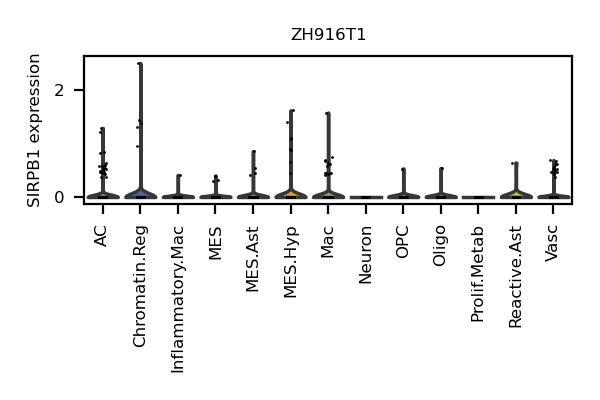 ZH916T1
SIRPB1 expression
2
0
AC
Chromatin.Reg
Inflammatory.Mac
MES
MES.Ast
MES.Hyp
Mac
Neuron
OPC
Oligo
Prolif.Metab
Reactive.Ast
Vasc